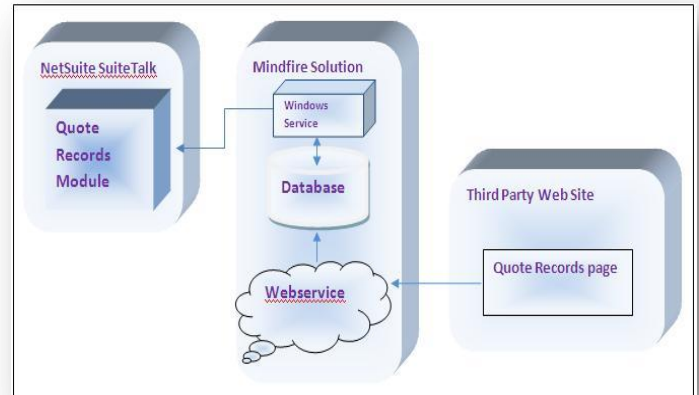 NetSuite SuiteTalk
Quote
Records
Module
Mindfire Solution
Windows
Service
Database
Webservice
Third Party Web Site
Quote Records page